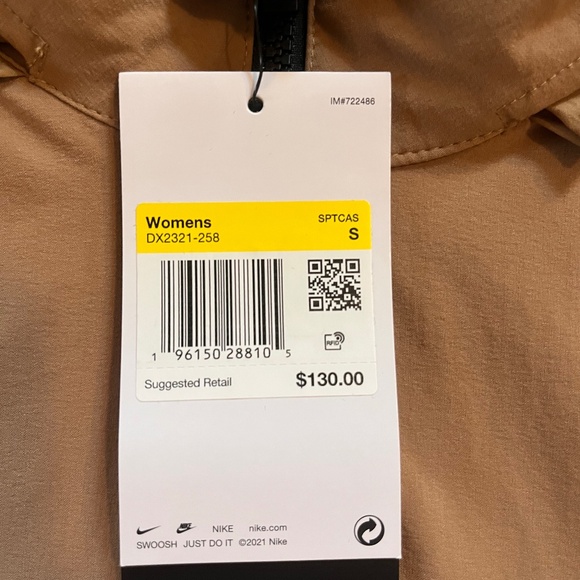 IM#722486
Womens SPTCAS
DX2321-258 S
1 96150 28810 5
RFID
Suggested Retail $130.00
NIKE NIKE nike.com
SWOOSH JUST DO IT ©2021 Nike